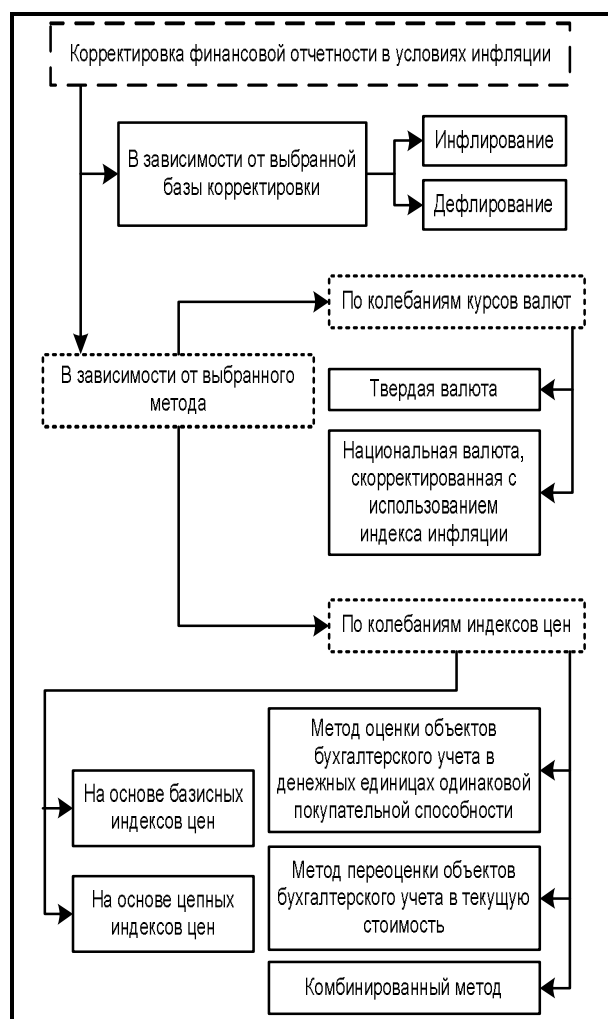 Корректировка финансовой отчетности в условиях инфляции
В зависимости от выбранной
базы корректировки
Инфлирование
Дефлирование
По колебаниям курсов валют
В зависимости от выбранного
метода
Твердая валюта
Национальная валюта,
скорректированная с
использованием
индекса инфляции
По колебаниям индексов цен
Метод оценки объектов
бухгалтерского учета в
денежных единицах одинаковой
покупательной способности
На основе базисных
индексов цен
Метод переоценки объектов
бухгалтерского учета в текущую
стоимость
На основе цепных
индексов цен
Комбинированный метод